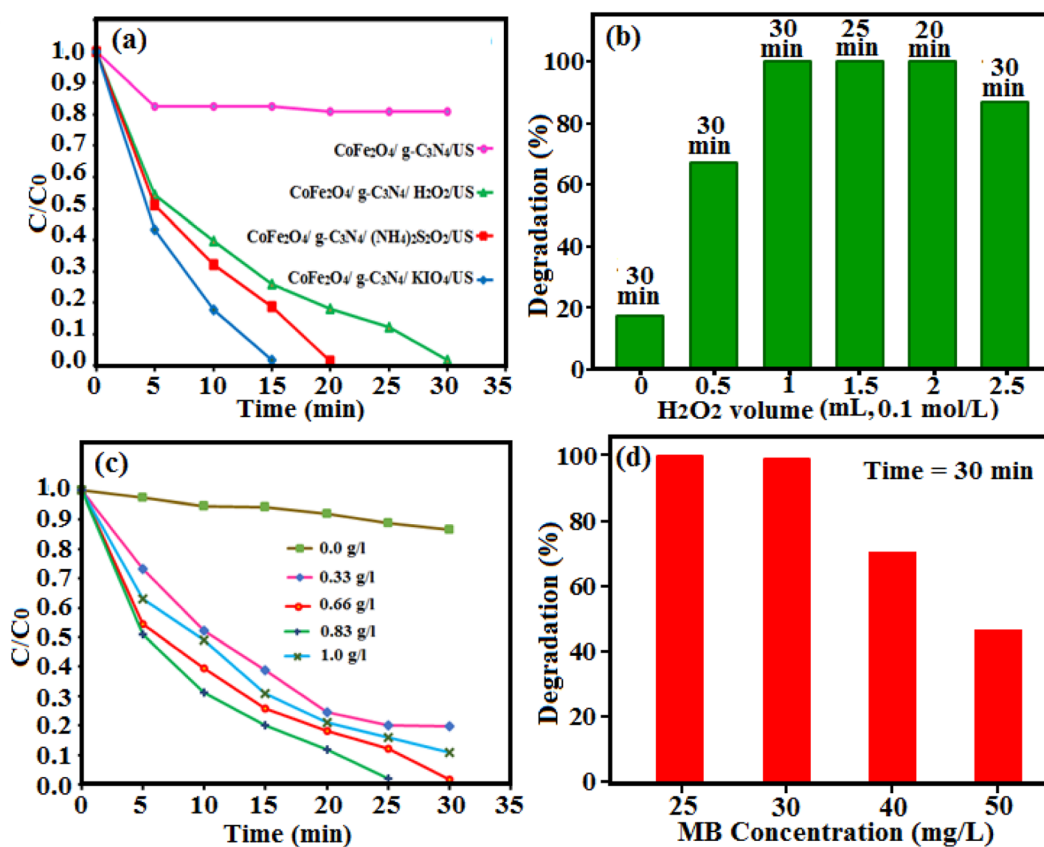 (a)
1.0
0.9
0.8
0.7
0.6
0.5
0.4
0.3
0.2
0.1
0.0
C/C0
CoFe2O4/ g-C3N4/US
CoFe2O4/ g-C3N4/ H2O2/US
CoFe2O4/ g-C3N4/ (NH4)2S2O2/US
CoFe2O4/ g-C3N4/ KIO4/US
0 5 10 15 20 25 30 35
Time (min)
(b)
100
80
60
40
20
0
Degradation (%)
30
min
30
min
30
min
25
min
20
min
30
min
0 0.5 1 1.5 2 2.5
H2O2 volume (mL, 0.1 mol/L)
(c)
1.0
0.9
0.8
0.7
0.6
0.5
0.4
0.3
0.2
0.1
0.0
C/C0
0.0 g/l
0.33 g/l
0.66 g/l
0.83 g/l
1.0 g/l
0 5 10 15 20 25 30 35
Time (min)
(d)
Time = 30 min
100
80
60
40
20
0
Degradation (%)
25 30 40 50
MB Concentration (mg/L)